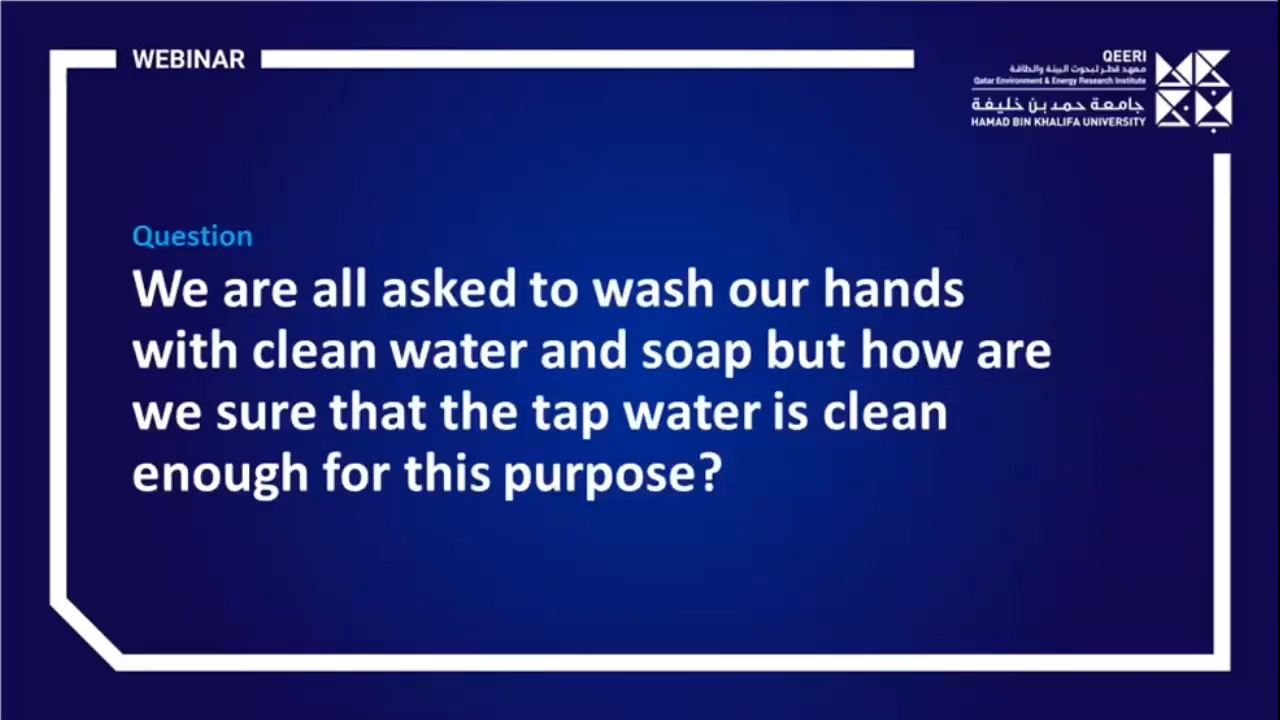 WEBINAR
QEERI
معهد قطر لبحوث البيئة والطاقة
Qatar Environment & Energy Research Institute
جامعة حمد بن خليفة
HAMAD BIN KHALIFA UNIVERSITY
Question
We are all asked to wash our hands
with clean water and soap but how are
we sure that the tap water is clean
enough for this purpose?